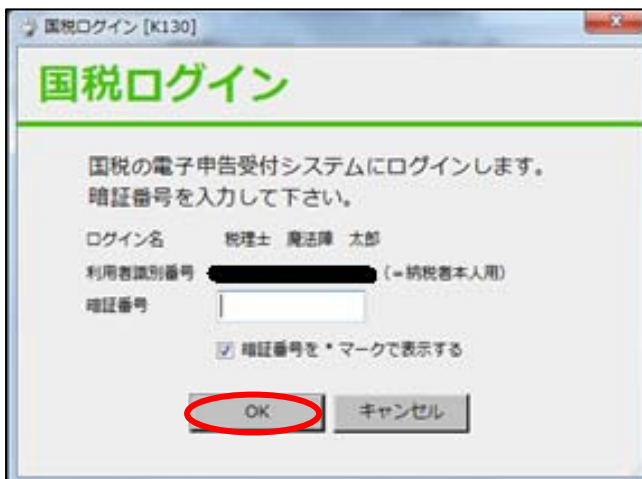 国税ログイン [K130]
国税ログイン
国税の電子申告受付システムにログインします。
暗証番号を入力して下さい。
ログイン名 税理士 魔法陣 太郎
利用者識別番号 (=納税者本人用)
暗証番号
暗証番号を * マークで表示する
OK キャンセル